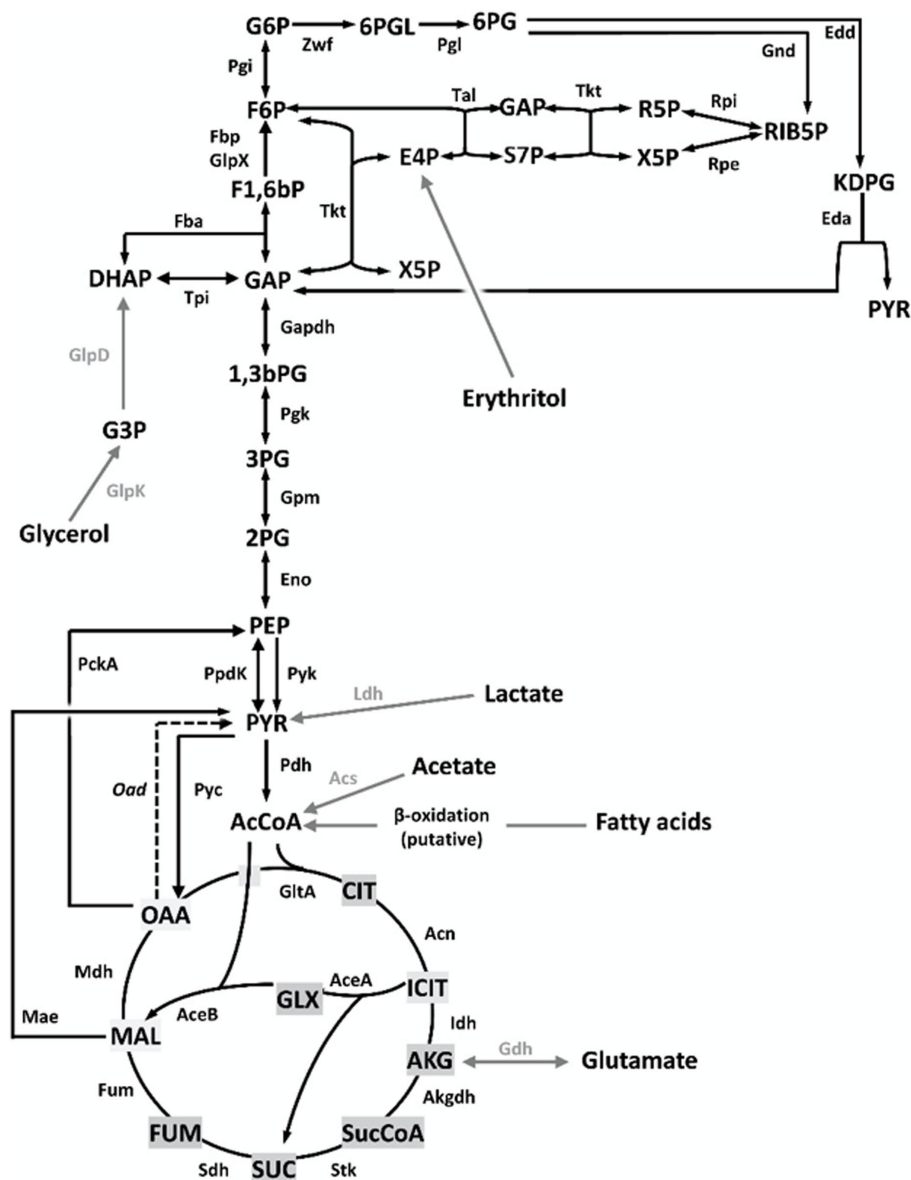 G6P Zwf 6PGL Pgl 6PG Edd
Gnd
Pgi
F6P Tal GAP Tkt R5P Rpi
RIB5P
Fbp
GlpX
E4P S7P X5P Rpe
KDPG
F1,6bP
Eda
Tkt
Fba
DHAP Tpi GAP X5P
PYR
Gapdh
GlpD
1,3bPG
Erythritol
Pgk
G3P
3PG
GlpK
Gpm
Glycerol
2PG
Eno
PEP
PckA PpdK Pyk
Ldh Lactate
PYR
Oad Pyc Pdh
Acs Acetate
AcCoA
β-oxidation
(putative)
Fatty acids
GltA CIT
OAA
Acn
Mdh
AceA ICIT
GLX
Mae AceB
Idh
MAL
AKG Gdh Glutamate
Fum Akgdh
FUM SucCoA
Sdh SUC Stk